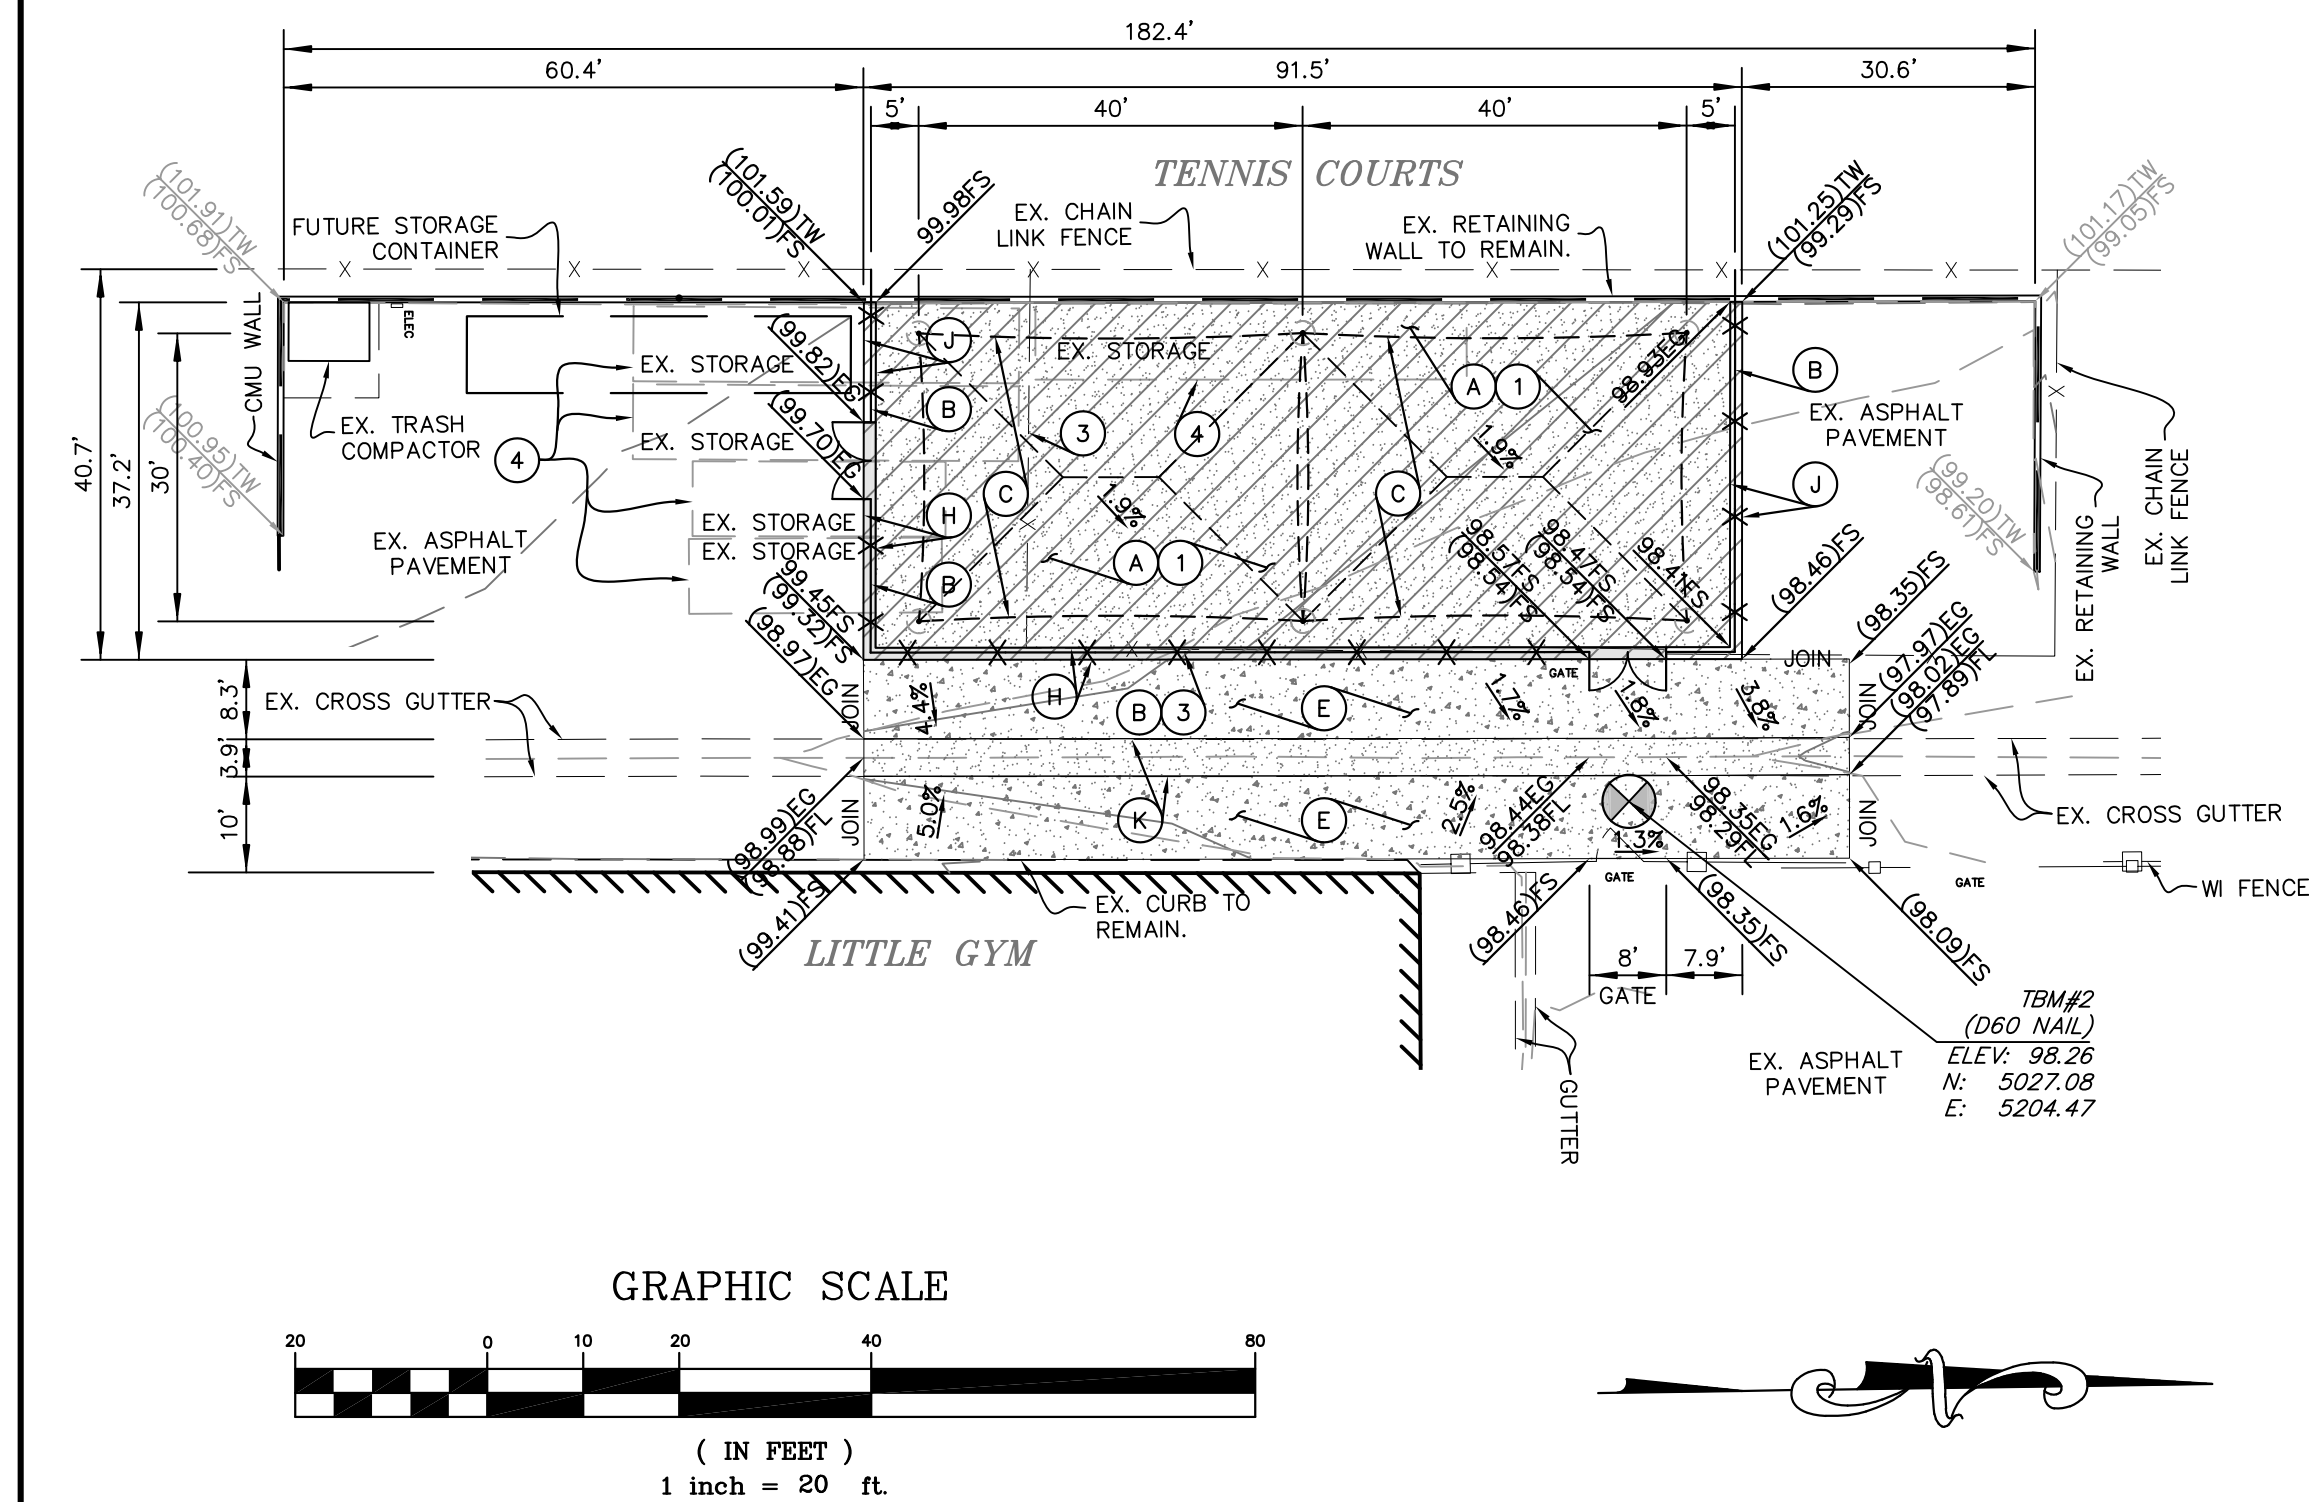 182.4'
60.4'
91.5'
30.6'
5'
40'
40'
5'
TENNIS COURTS
(101.91)TW
(100.68)FS
FUTURE STORAGE
CONTAINER
(101.59)TW
(100.01)FS
99.98FS
EX. CHAIN
LINK FENCE
EX. RETAINING
WALL TO REMAIN.
(101.25)TW
(99.29)FS
(101.17)TW
(99.05)FS
X X X X X X X X
40.7'
37.2'
30'
CMU WALL
ELEC
EX. TRASH
COMPACTOR
(100.95)TW
(100.40)FS
4
EX. STORAGE
EX. STORAGE
EX. STORAGE
EX. STORAGE
EX. STORAGE
EX. ASPHALT
PAVEMENT
(99.82)EG
(99.70)EG
J
B
H
B
3
4
C
1.9%
A
1
A
1
C
1.9%
98.93EG
B
EX. ASPHALT
PAVEMENT
J
(99.20)TW
(98.61)FS
EX. RETAINING
WALL
EX. CHAIN
LINK FENCE
99.45FS
(99.32)FS
(98.97)EG
98.57FS
(98.54)FS
98.47FS
(98.54)FS
98.41FS
(98.46)FS
(98.35)FS
(97.97)EG
(98.02)EG
(97.89)FL
8.3'
3.9'
10'
EX. CROSS GUTTER
JOIN
4.4%
H
B
3
E
1.7%
GATE
1.8%
3.8%
JOIN
JOIN
JOIN
5.0%
K
E
2.5%
98.44EG
98.38FL
1.3%
98.35EG
98.29FL
1.6%
JOIN
EX. CROSS GUTTER
(98.99)EG
(98.88)FL
(99.41)FS
EX. CURB TO
REMAIN.
LITTLE GYM
(98.46)FS
GATE
(98.35)FS
(98.09)FS
GATE
WI FENCE
8'
7.9'
GATE
GUTTER
EX. ASPHALT
PAVEMENT
TBM#2
(D60 NAIL)
ELEV: 98.26
N: 5027.08
E: 5204.47
GRAPHIC SCALE
20 0 10 20 40 80
( IN FEET )
1 inch = 20 ft.